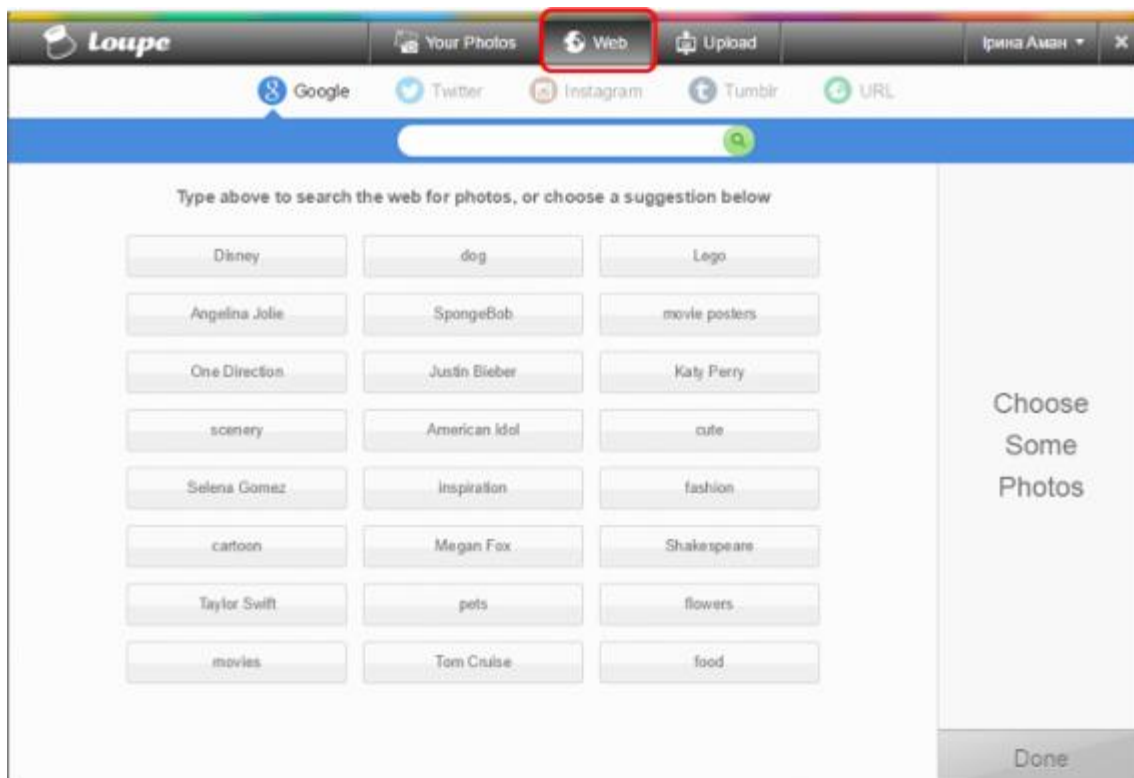 Loupe Your Photos Web Upload Ірина Аман
Google Twitter Instagram Tumblr URL
Type above to search the web for photos, or choose a suggestion below
Disney dog Lego
Angelina Jolie SpongeBob movie posters
One Direction Justin Bieber Katy Perry
scenery American Idol cute
Selena Gomez inspiration fashion
cartoon Megan Fox Shakespeare
Taylor Swift pets flowers
movies Tom Cruise food
Choose
Some
Photos
Done